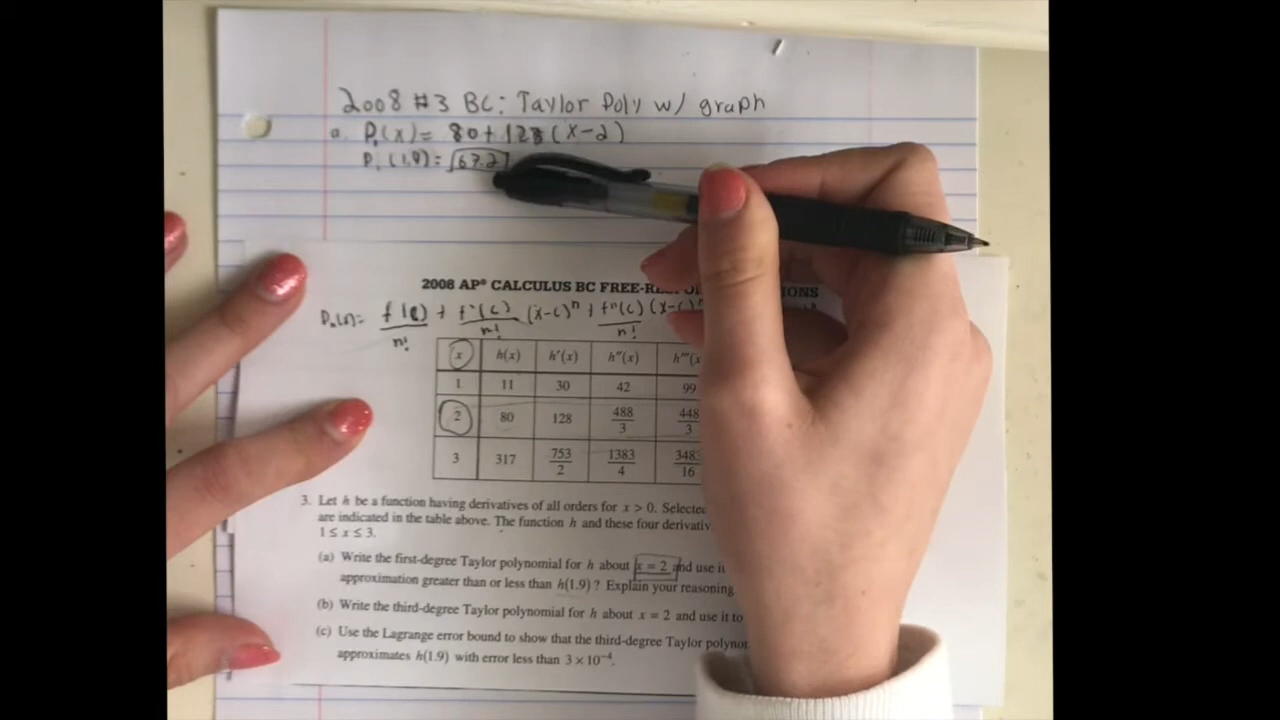 2008 #3 BC: Taylor Poly w/ graph
a. P₁(x) = 80 + 128 (x-2)
P₁ (1.9) = 67.2
2008 AP® CALCULUS BC FREE-RE
IONS
Pₙ(x) = f(c)/n! + f'(c)/n! (x-c)ⁿ + f''(c)/n! (x-c)ⁿ
x h(x) h′(x) h″(x) h‴(x
1 11 30 42 99
2 80 128 488/3 448/3
3 317 753/2 1383/4 3483/16
3. Let h be a function having derivatives of all orders for x > 0. Selected
are indicated in the table above. The function h and these four derivativ
1 ≤ x ≤ 3.
(a) Write the first-degree Taylor polynomial for h about x = 2 and use it
approximation greater than or less than h(1.9)? Explain your reasoning
(b) Write the third-degree Taylor polynomial for h about x = 2 and use it to
(c) Use the Lagrange error bound to show that the third-degree Taylor polynom
approximates h(1.9) with error less than 3 × 10⁻⁴.